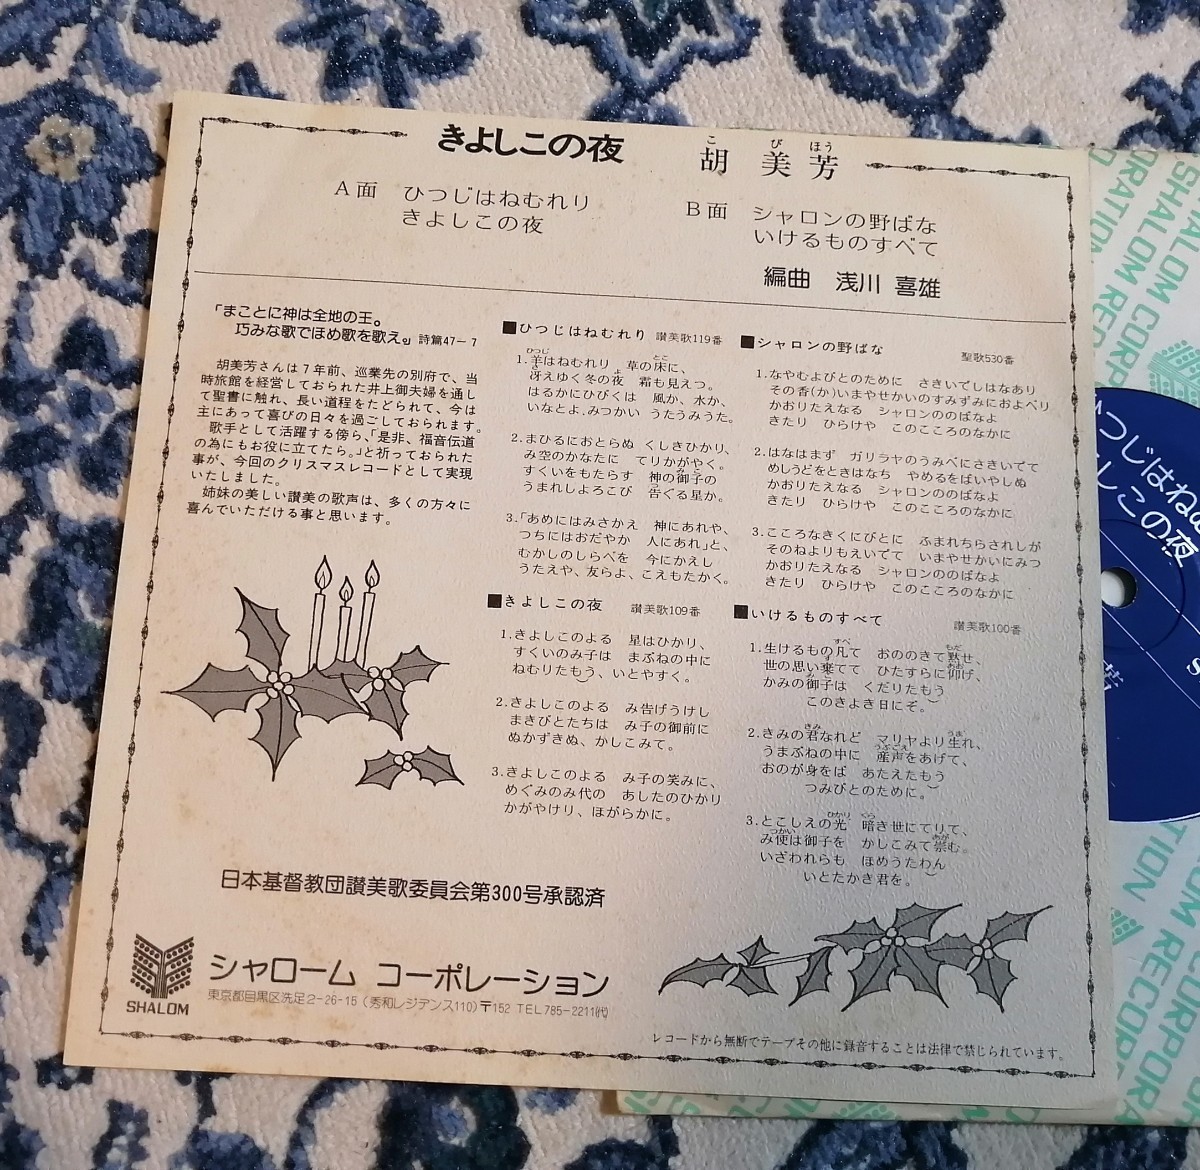 きよしこの夜
胡 美 芳
こ び ほう
A面 ひつじはねむれり
きよしこの夜
B面 シャロンの野ばな
いけるものすべて
編曲 浅川 喜雄
「まことに神は全地の王。
巧みな歌でほめ歌を歌え。」 詩篇47-7
胡美芳さんは7年前、巡業先の別府で、当
時旅館を経営しておられた井上御夫婦を通し
て聖書に触れ、長い道程をたどられて、今は
主にあって喜びの日々を過ごしておられます。
歌手として活躍する傍ら、「是非、福音伝道
の為にもお役に立てたら。」と祈っておられた
事が、今回のクリスマスレコードとして実現
いたしました。
姉妹の美しい讃美の歌声は、多くの方々に
喜んでいただける事と思います。
■ひつじはねむれり 讃美歌119番
1.羊はねむれり 草の床に、
冴えゆく冬の夜 霜も見えつ。
はるかにひびくは 風か、水か、
いなとよ、みつかい うたうみうた。
2.まひるにおとらぬ くしきひかり、
み空のかなたに てりかがやく。
すくいをもたらす 神の御子の
うまれしよろこび 告ぐる星か。
3.「あめにはみさかえ 神にあれや、
つちにはおだやか 人にあれ」と、
むかしのしらべを 今にかえし
うたえや、友らよ、こえもたかく。
■きよしこの夜 讃美歌109番
1.きよしこのよる 星はひかり、
すくいのみ子は まぶねの中に
ねむりたもう、いとやすく。
2.きよしこのよる み告げうけし
まきびとたちは み子の御前に
ぬかずきぬ、かしこみて。
3.きよしこのよる み子の笑みに、
めぐみのみ代の あしたのひかり
かがやけり、ほがらかに。
■シャロンの野ばな 聖歌530番
1.なやむよびとのために さきいでしはなあり
その香(か)いまやせかいのすみずみにおよべり
かおりたえなる シャロンののばなよ
きたり ひらけや このこころのなかに
2.はなはまず ガリラヤのうみべにさきいでて
めしうどをときはなち やめるをばいやしぬ
かおりたえなる シャロンののばなよ
きたり ひらけや このこころのなかに
3.こころなきくにびとに ふまれちらされしが
そのねよりもえいでて いまやせかいにみつ
かおりたえなる シャロンののばなよ
きたり ひらけや このこころのなかに
■いけるものすべて 讃美歌100番
1.生けるもの凡て おののきて黙せ、
世の思い棄てて ひたすらに仰げ、
かみの御子は くだりたもう
このきよき日にぞ。
2.きみの君なれど マリヤより生れ、
うまぶねの中に 産声をあげて、
おのが身をば あたえたもう
つみびとのために。
3.とこしえの光 暗き世にてりて、
み使は御子を かしこみて崇む。
いざわれらも ほめうたわん
いとたかき君を。
日本基督教団讃美歌委員会第300号承認済
SHALOM
シャローム コーポレーション
東京都目黒区洗足2-26-15(秀和レジデンス110)〒152 TEL785-2211(代)
レコードから無断でテープその他に録音することは法律で禁じられています。